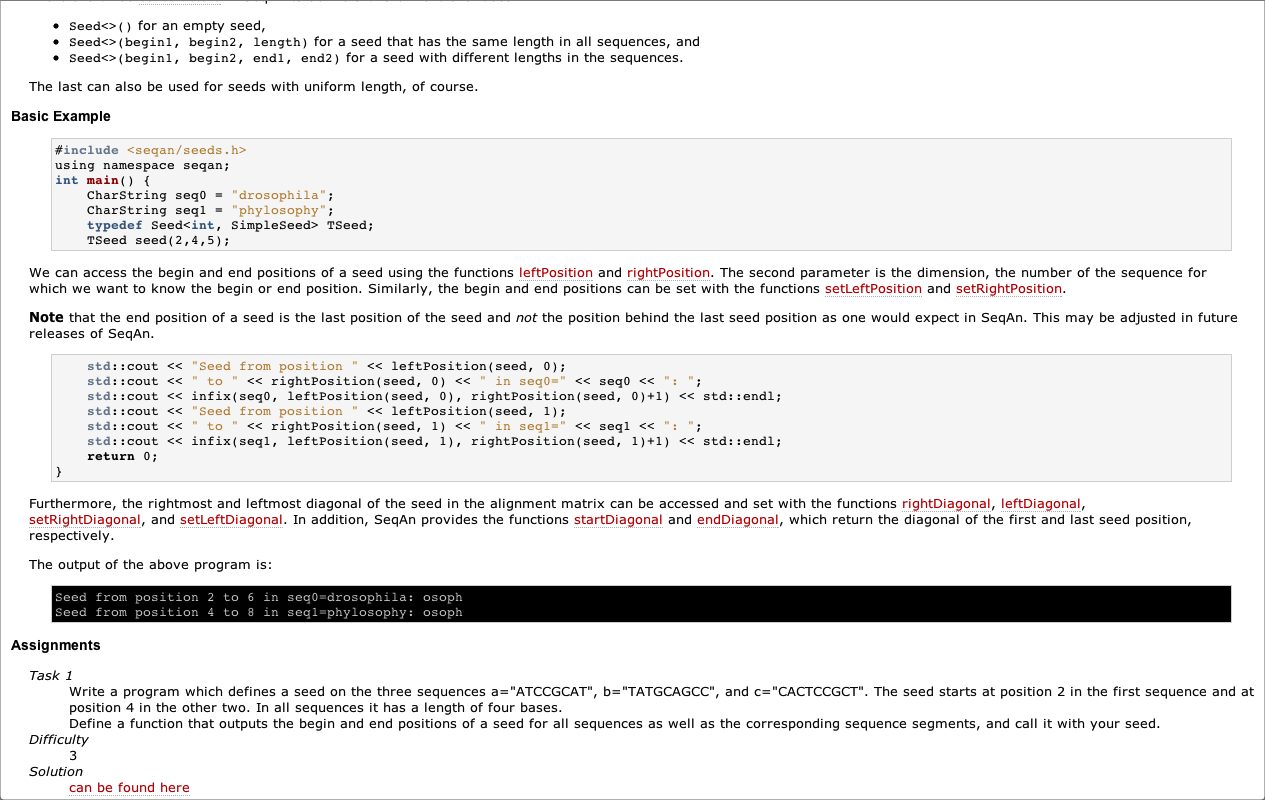 Seed<>() for an empty seed,
Seed<>(begin1, begin2, length) for a seed that has the same length in all sequences, and
Seed<>(begin1, begin2, end1, end2) for a seed with different lengths in the sequences.
The last can also be used for seeds with uniform length, of course.
Basic Example
#include <seqan/seeds.h>
using namespace seqan;
int main() {
    CharString seq0 = "drosophila";
    CharString seq1 = "phylosophy";
    typedef Seed<int, SimpleSeed> TSeed;
    TSeed seed(2,4,5);
We can access the begin and end positions of a seed using the functions leftPosition and rightPosition. The second parameter is the dimension, the number of the sequence for
which we want to know the begin or end position. Similarly, the begin and end positions can be set with the functions setLeftPosition and setRightPosition.
Note that the end position of a seed is the last position of the seed and not the position behind the last seed position as one would expect in SeqAn. This may be adjusted in future
releases of SeqAn.
    std::cout << "Seed from position " << leftPosition(seed, 0);
    std::cout << " to " << rightPosition(seed, 0) << " in seq0=" << seq0 << ": ";
    std::cout << infix(seq0, leftPosition(seed, 0), rightPosition(seed, 0)+1) << std::endl;
    std::cout << "Seed from position " << leftPosition(seed, 1);
    std::cout << " to " << rightPosition(seed, 1) << " in seq1=" << seq1 << ": ";
    std::cout << infix(seq1, leftPosition(seed, 1), rightPosition(seed, 1)+1) << std::endl;
    return 0;
}
Furthermore, the rightmost and leftmost diagonal of the seed in the alignment matrix can be accessed and set with the functions rightDiagonal, leftDiagonal,
setRightDiagonal, and setLeftDiagonal. In addition, SeqAn provides the functions startDiagonal and endDiagonal, which return the diagonal of the first and last seed position,
respectively.
The output of the above program is:
Seed from position 2 to 6 in seq0=drosophila: osoph
Seed from position 4 to 8 in seq1=phylosophy: osoph
Assignments
Task 1
Write a program which defines a seed on the three sequences a="ATCCGCAT", b="TATGCAGCC", and c="CACTCCGCT". The seed starts at position 2 in the first sequence and at
position 4 in the other two. In all sequences it has a length of four bases.
Define a function that outputs the begin and end positions of a seed for all sequences as well as the corresponding sequence segments, and call it with your seed.
Difficulty
3
Solution
can be found here